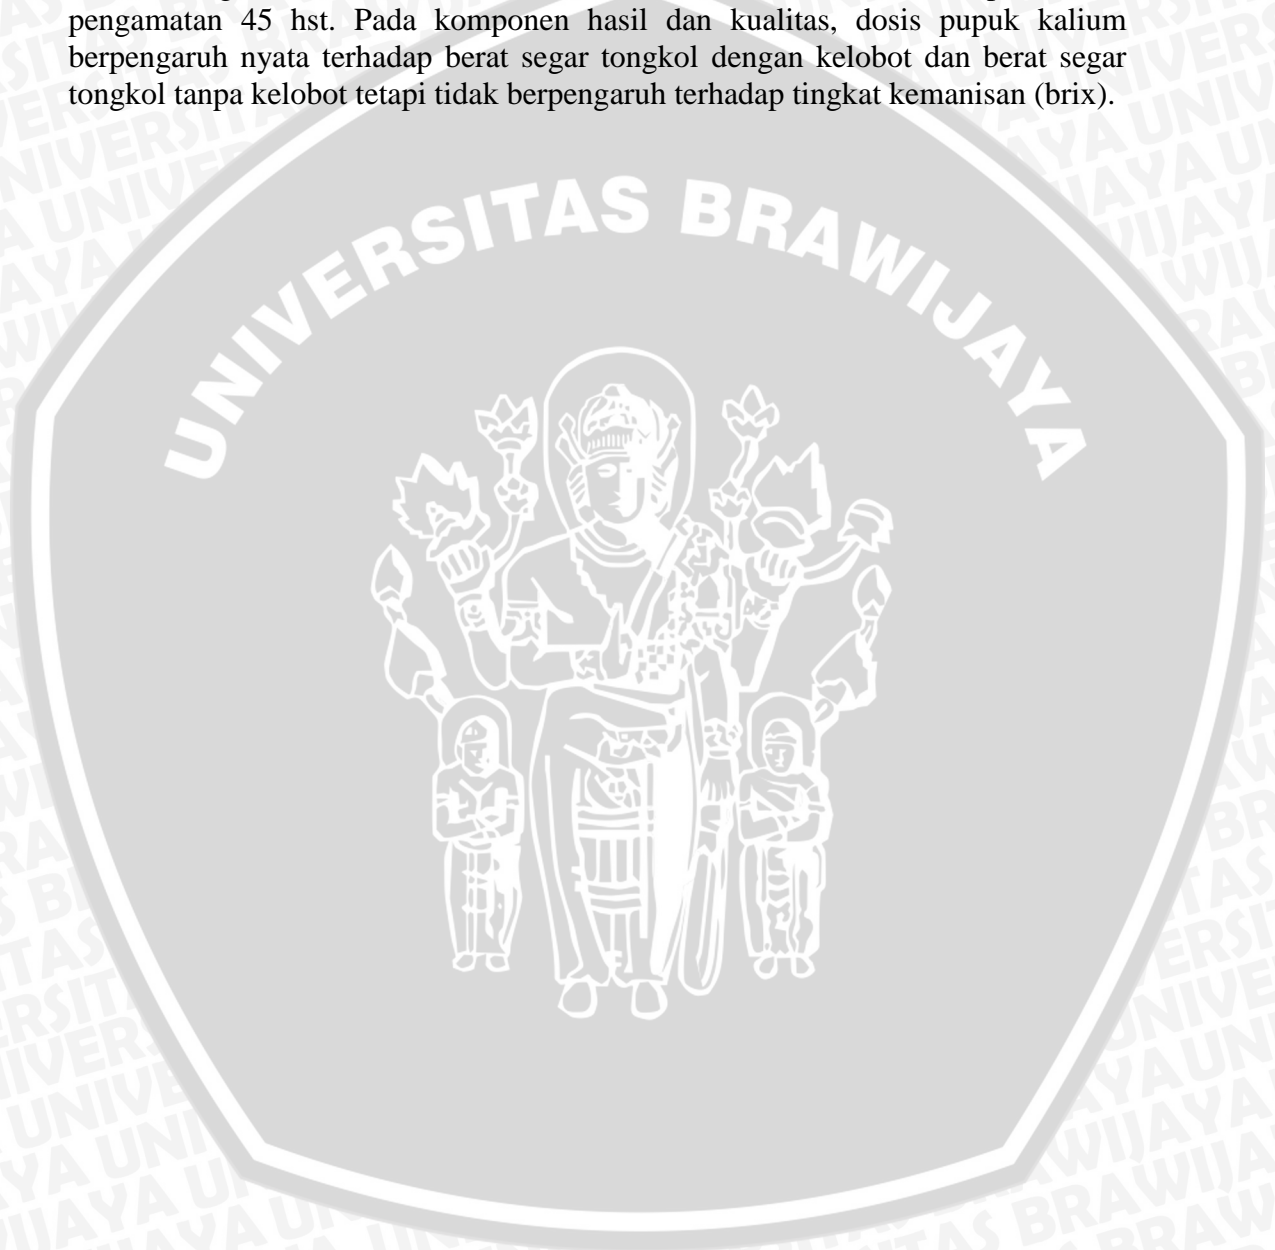 pengamatan 45 hst. Pada komponen hasil dan kualitas, dosis pupuk kalium
berpengaruh nyata terhadap berat segar tongkol dengan kelobot dan berat segar
tongkol tanpa kelobot tetapi tidak berpengaruh terhadap tingkat kemanisan (brix).
UNIVERSITAS BRAWIJAYA